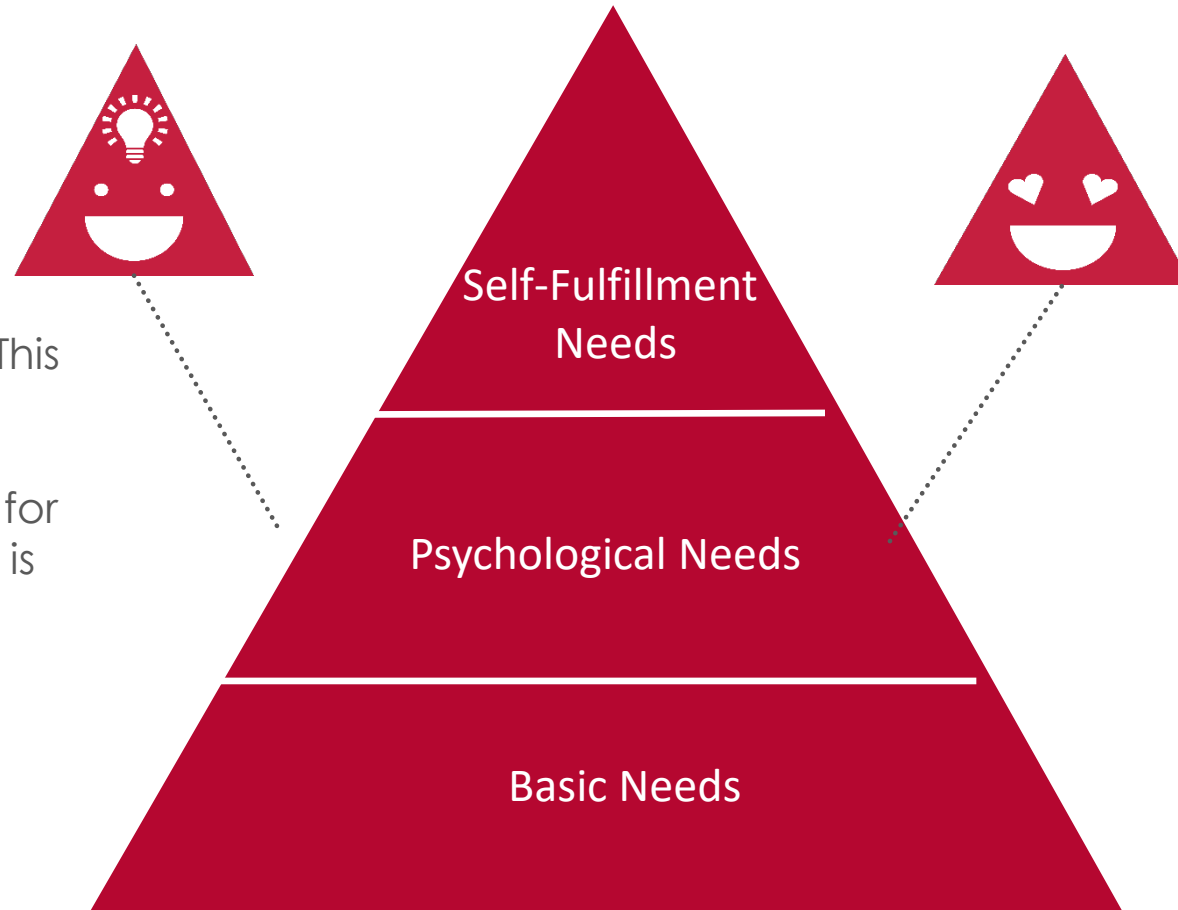 Self-Fulfillment
Needs
This
for
is
Psychological Needs
Basic Needs